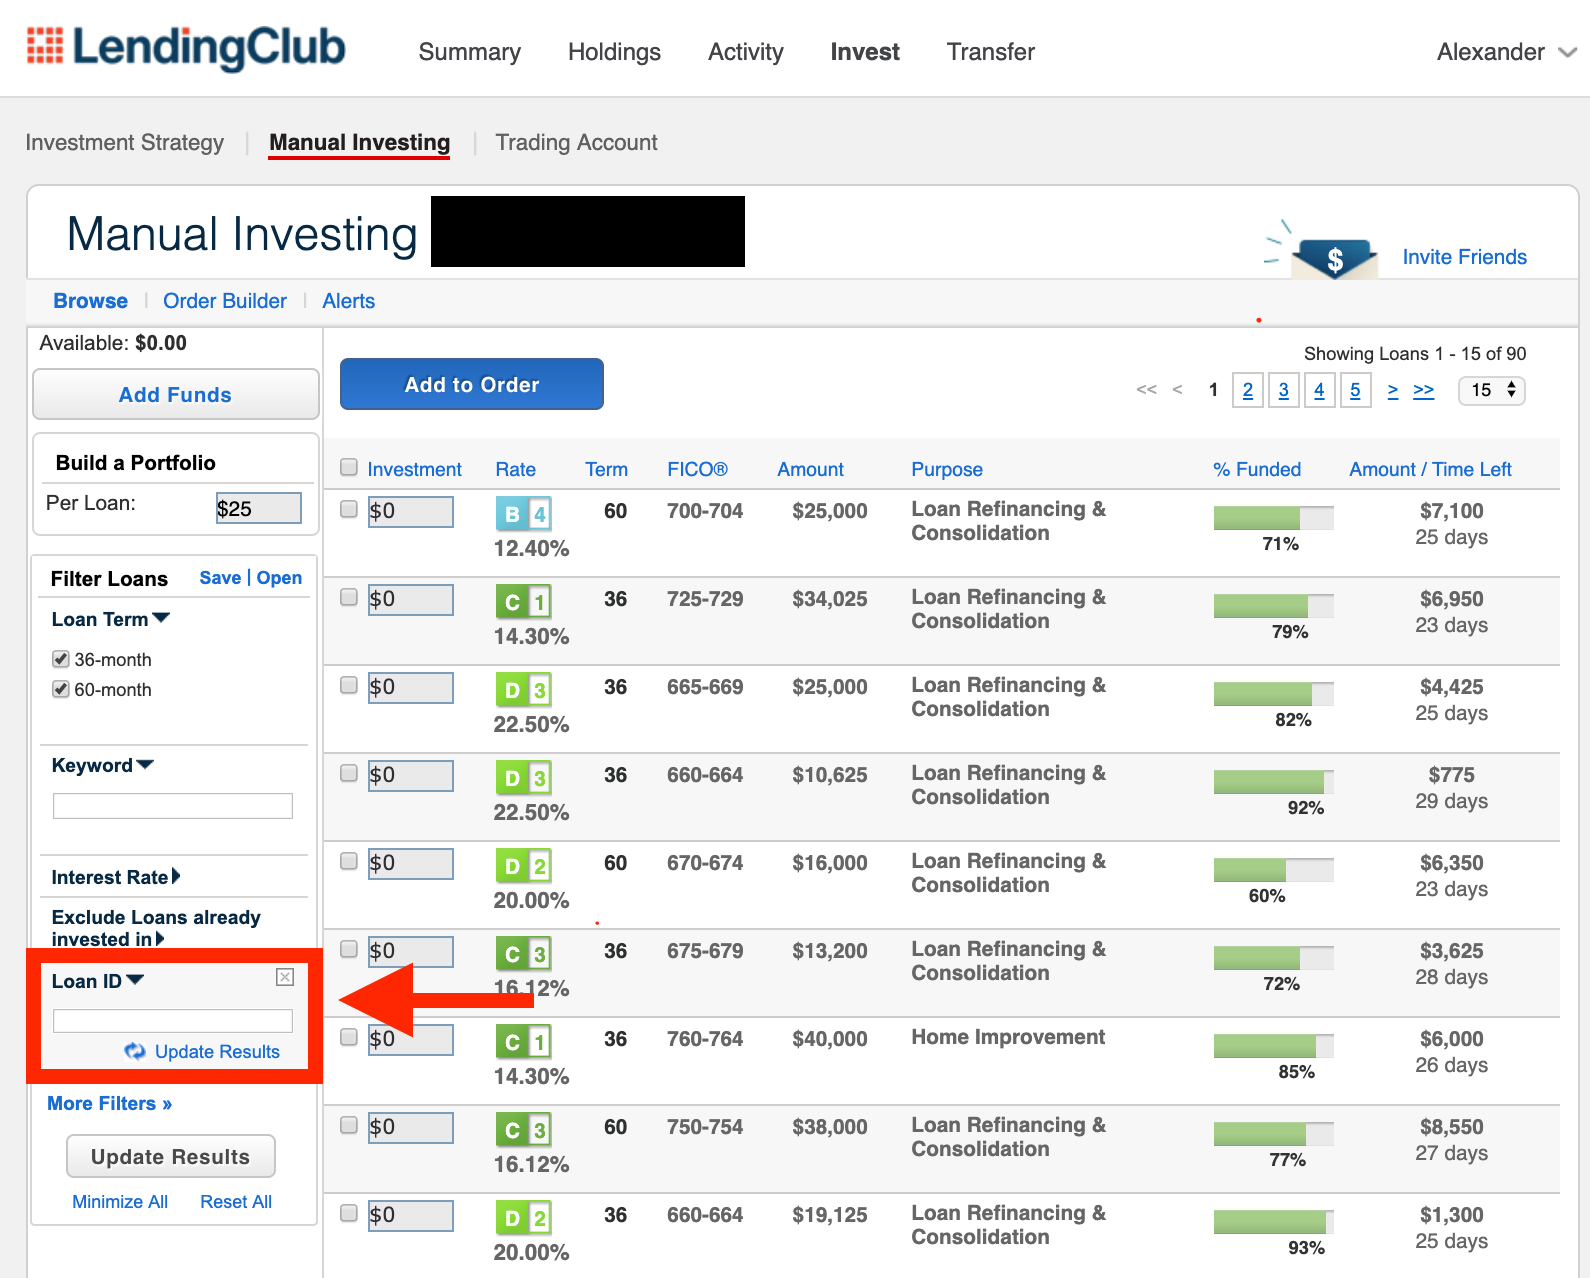 LendingClub
Summary Holdings Activity Invest Transfer
Alexander
Investment Strategy | Manual Investing | Trading Account
Manual Investing
$
Invite Friends
Browse | Order Builder | Alerts
Available: $0.00
Add Funds
Build a Portfolio
Per Loan: $25
Filter Loans Save | Open
Loan Term
36-month
60-month
Keyword
Interest Rate
Exclude Loans already
invested in
Loan ID
Update Results
More Filters »
Update Results
Minimize All Reset All
Add to Order
Showing Loans 1 - 15 of 90
<< < 1 2 3 4 5 > >> 15
Investment Rate Term FICO® Amount Purpose % Funded Amount / Time Left
$0 B 4 60 700-704 $25,000 Loan Refinancing & $7,100
12.40% Consolidation 71% 25 days
$0 C 1 36 725-729 $34,025 Loan Refinancing & $6,950
14.30% Consolidation 79% 23 days
$0 D 3 36 665-669 $25,000 Loan Refinancing & $4,425
22.50% Consolidation 82% 25 days
$0 D 3 36 660-664 $10,625 Loan Refinancing & $775
22.50% Consolidation 92% 29 days
$0 D 2 60 670-674 $16,000 Loan Refinancing & $6,350
20.00% Consolidation 60% 23 days
$0 C 3 36 675-679 $13,200 Loan Refinancing & $3,625
16.12% Consolidation 72% 28 days
$0 C 1 36 760-764 $40,000 Home Improvement $6,000
14.30% 85% 26 days
$0 C 3 60 750-754 $38,000 Loan Refinancing & $8,550
16.12% Consolidation 77% 27 days
$0 D 2 36 660-664 $19,125 Loan Refinancing & $1,300
20.00% Consolidation 93% 25 days